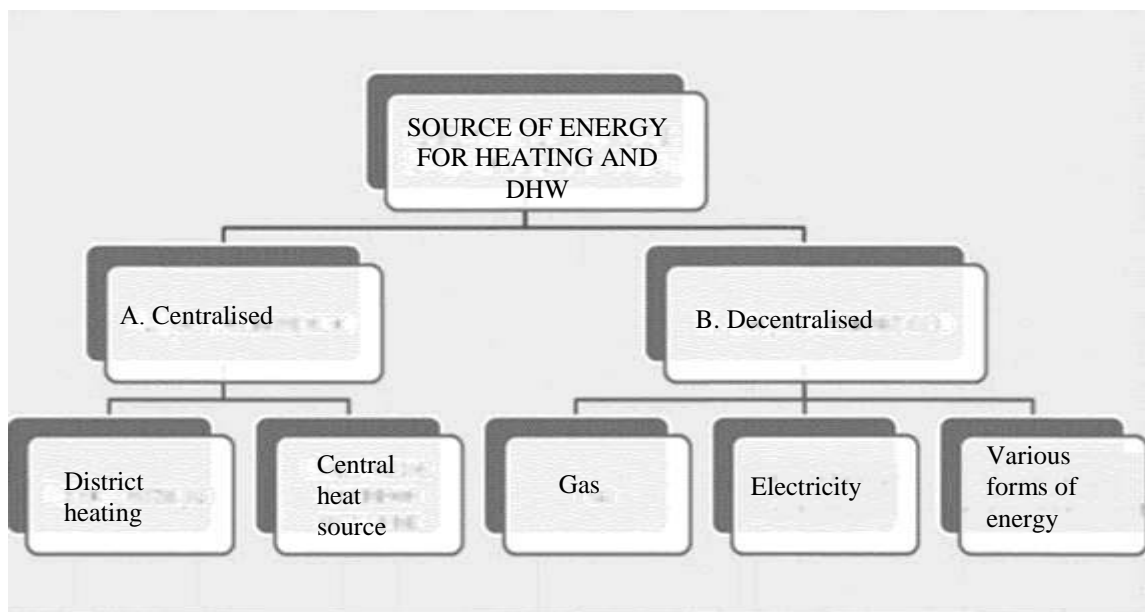 SOURCE OF ENERGY
FOR HEATING AND
DHW
A. Centralised
B. Decentralised
District
heating
Central
heat
source
Gas
Electricity
Various
forms of
energy